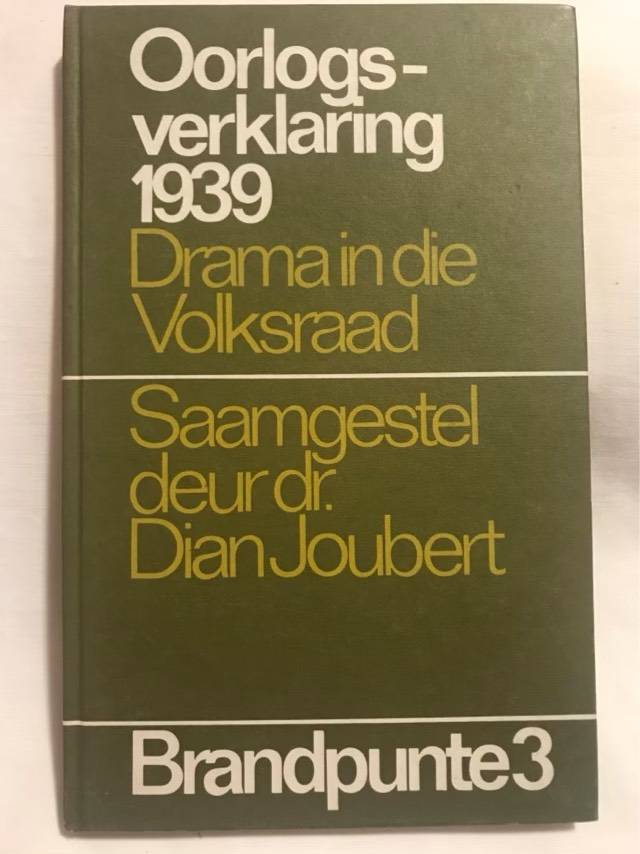 Oorlogs-
verklaring
1939
Drama in die
Volksraad
Saamgestel
deur dr.
Dian Joubert
Brandpunte 3